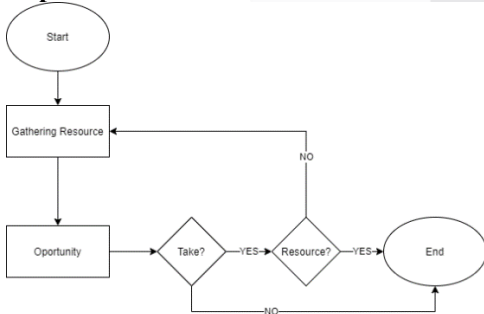 Start
Gathering Resource
NO
Oportunity
Take?
YES
Resource?
YES
End
NO